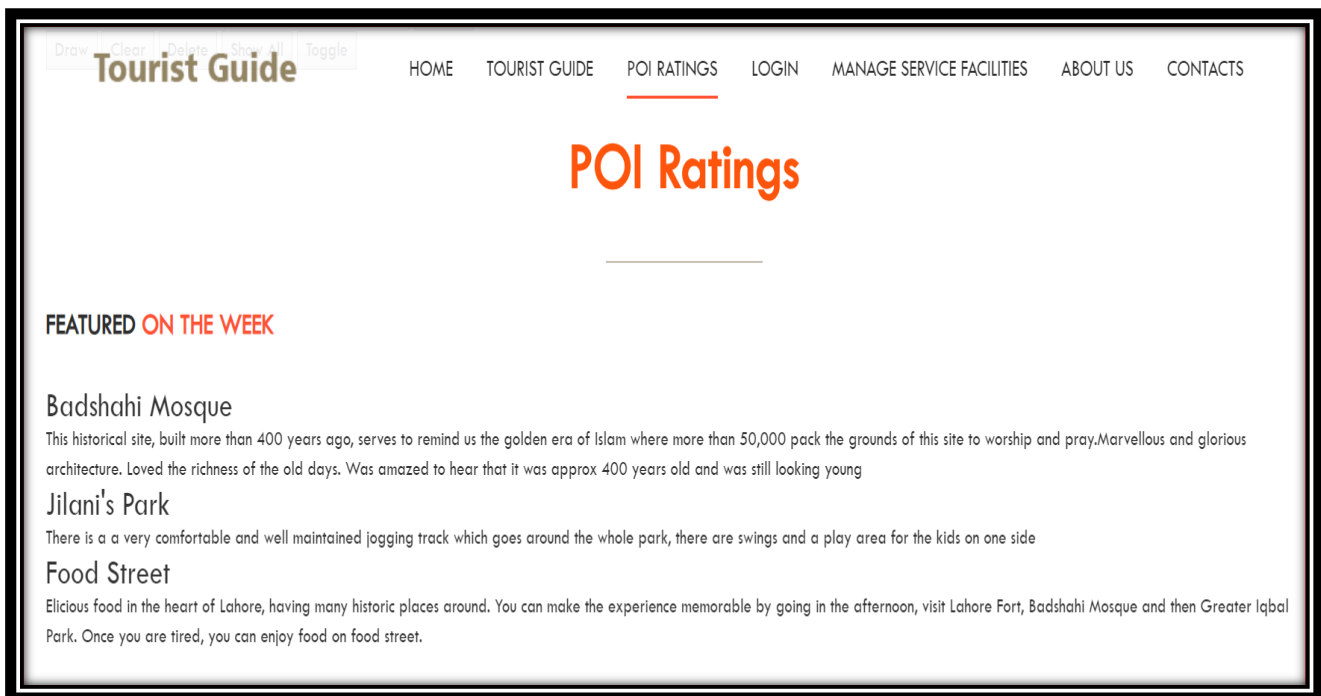 Draw Clear Delete Show All Toggle
Tourist Guide
HOME TOURIST GUIDE POI RATINGS LOGIN MANAGE SERVICE FACILITIES ABOUT US CONTACTS
POI Ratings
FEATURED ON THE WEEK
Badshahi Mosque
This historical site, built more than 400 years ago, serves to remind us the golden era of Islam where more than 50,000 pack the grounds of this site to worship and pray.Marvellous and glorious
architecture. Loved the richness of the old days. Was amazed to hear that it was approx 400 years old and was still looking young
Jilani's Park
There is a a very comfortable and well maintained jogging track which goes around the whole park, there are swings and a play area for the kids on one side
Food Street
Elicious food in the heart of Lahore, having many historic places around. You can make the experience memorable by going in the afternoon, visit Lahore Fort, Badshahi Mosque and then Greater Iqbal
Park. Once you are tired, you can enjoy food on food street.